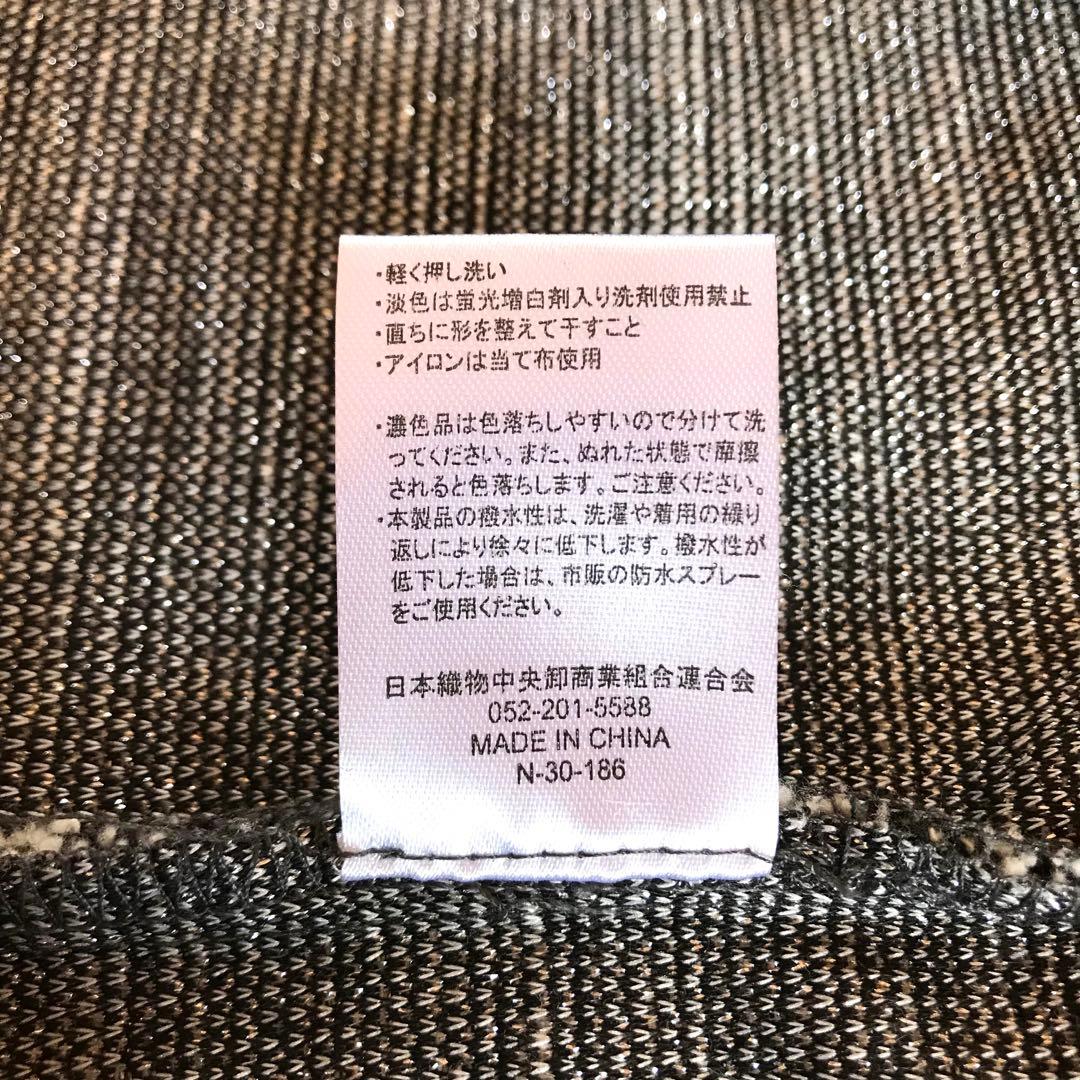 ・軽く押し洗い
・淡色は蛍光増白剤入り洗剤使用禁止
・直ちに形を整えて干すこと
・アイロンは当て布使用
・濃色品は色落ちしやすいので分けて洗
ってください。また、ぬれた状態で摩擦
されると色落ちします。ご注意ください。
・本製品の撥水性は、洗濯や着用の繰り
返しにより徐々に低下します。撥水性が
低下した場合は、市販の防水スプレー
をご使用ください。
日本織物中央卸商業組合連合会
052-201-5588
MADE IN CHINA
N-30-186